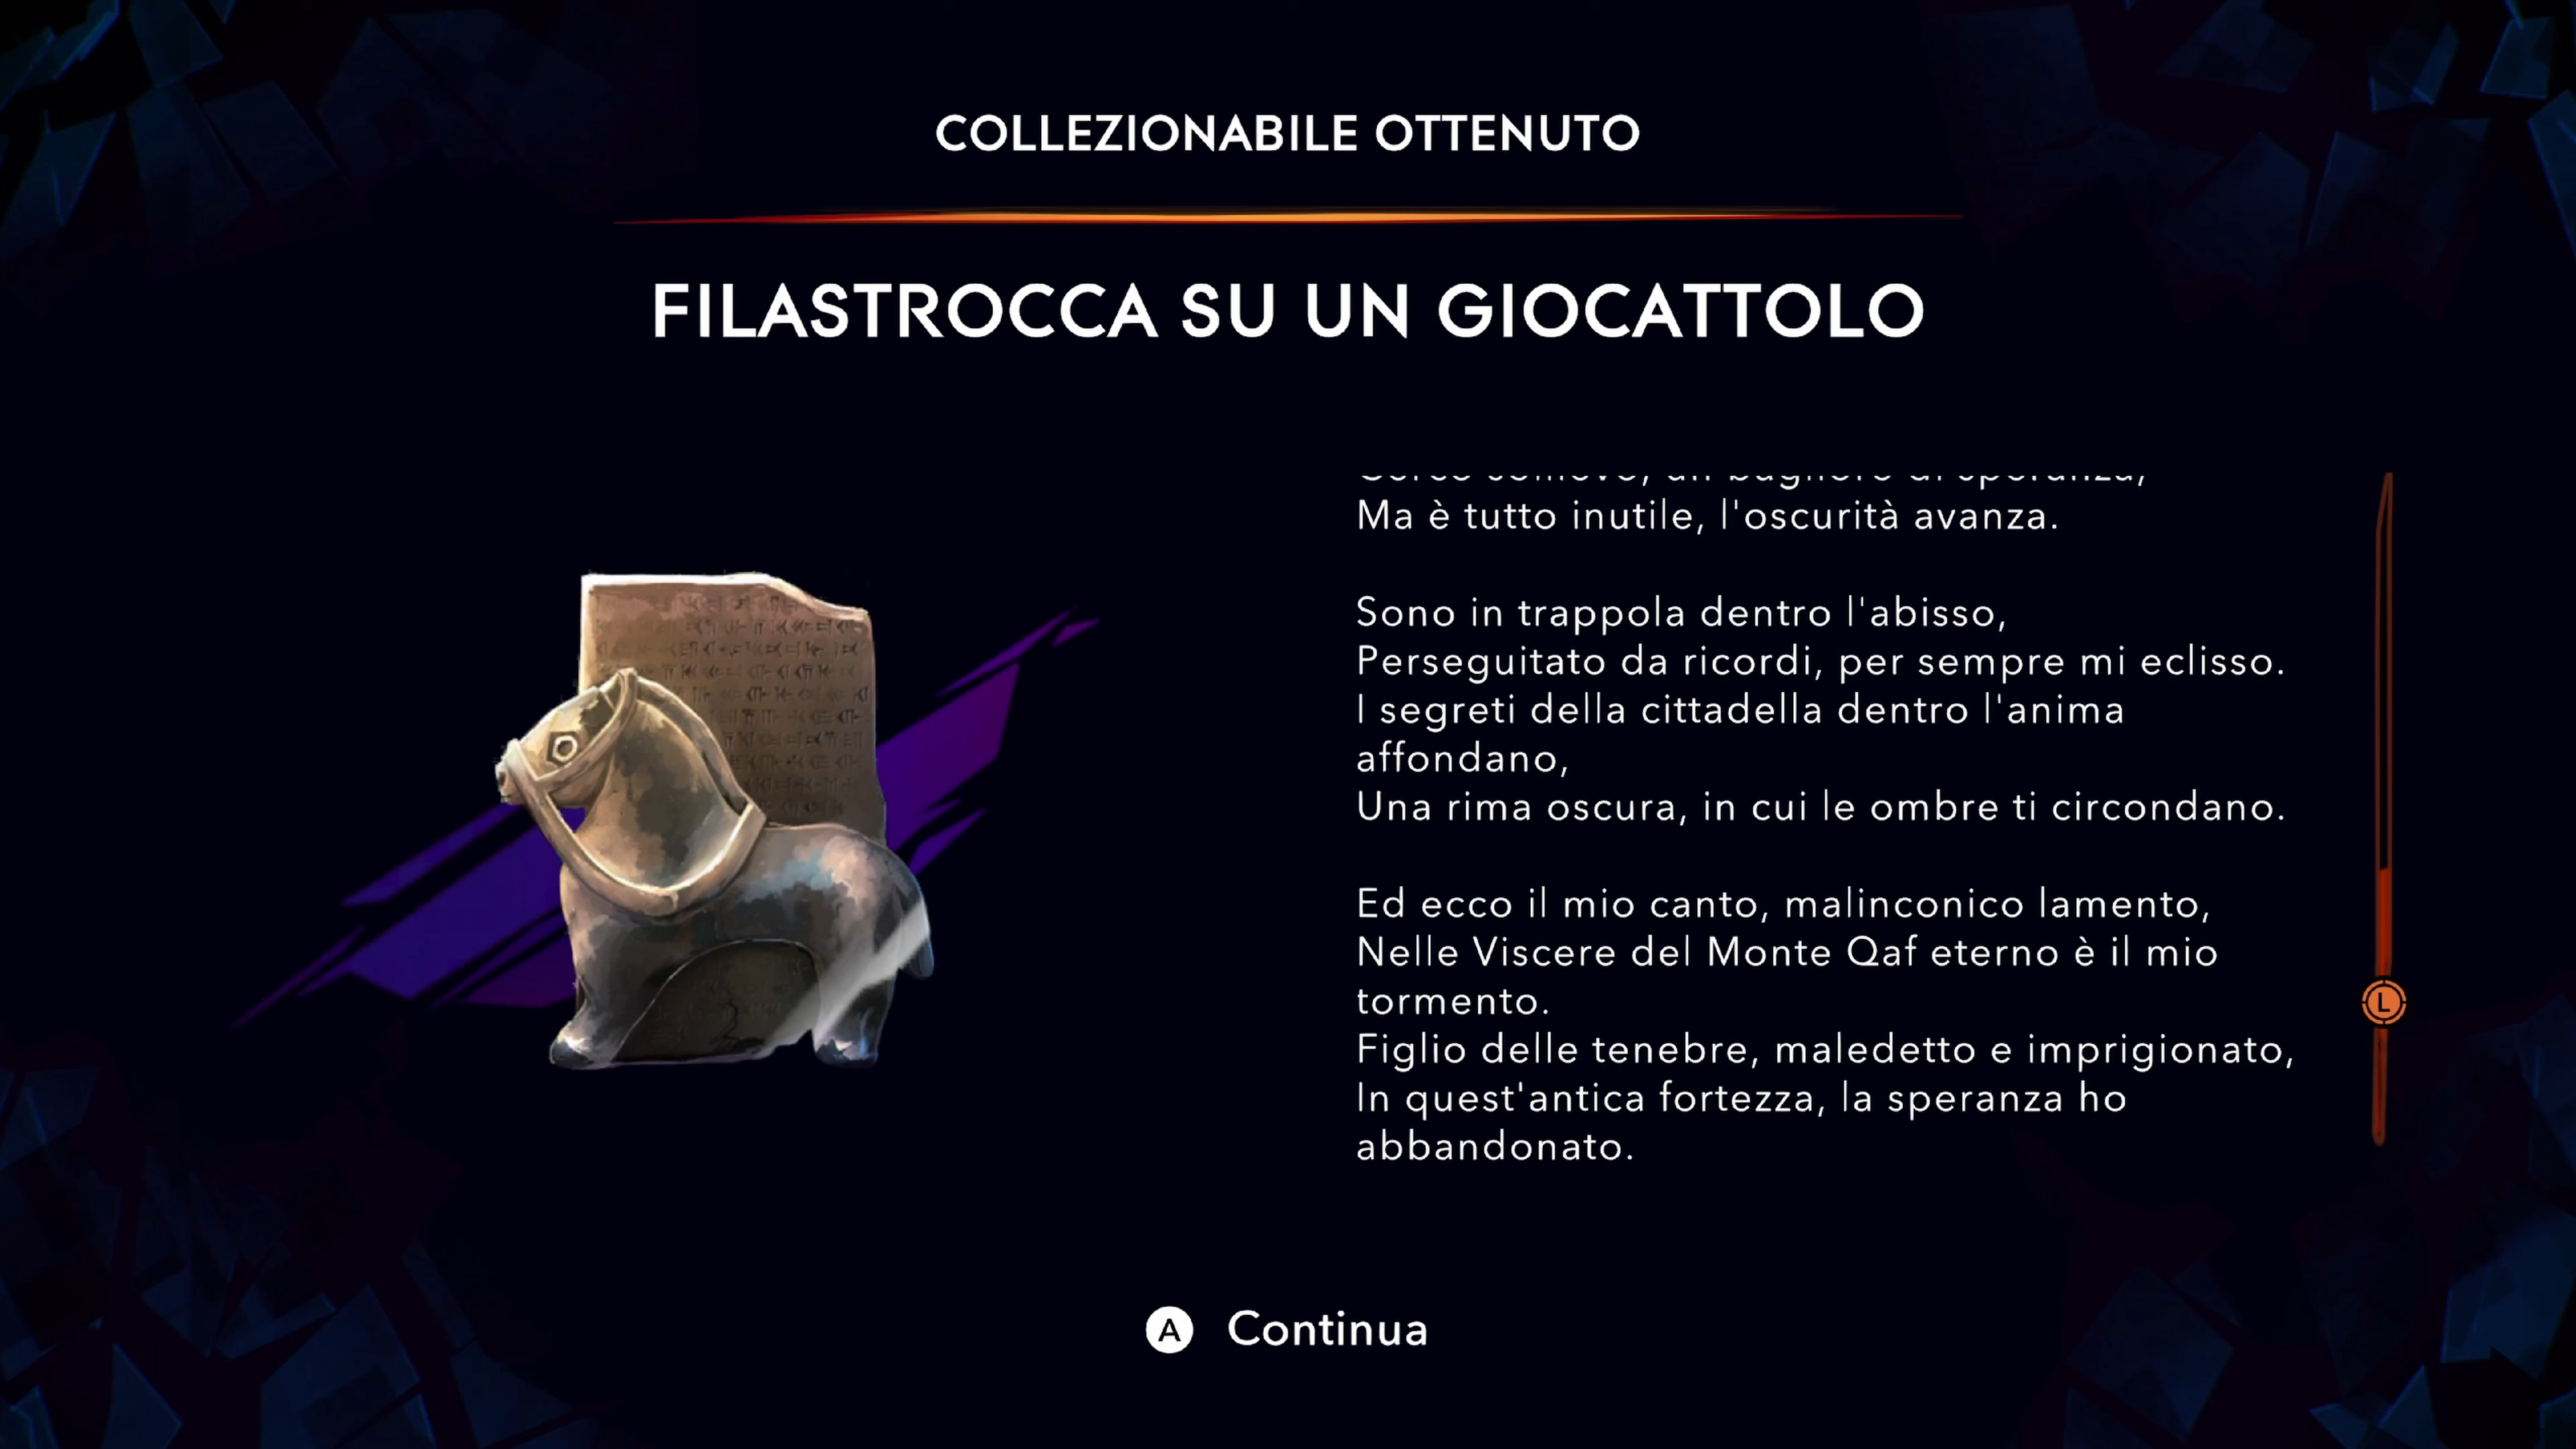 COLLEZIONABILE OTTENUTO
FILASTROCCA SU UN GIOCATTOLO
Ma è tutto inutile, l'oscurità avanza.
Sono in trappola dentro l'abisso,
Perseguitato da ricordi, per sempre mi eclisso.
I segreti della cittadella dentro l'anima
affondano,
Una rima oscura, in cui le ombre ti circondano.
Ed ecco il mio canto, malinconico lamento,
Nelle Viscere del Monte Qaf eterno è il mio
tormento.
Figlio delle tenebre, maledetto e imprigionato,
In quest'antica fortezza, la speranza ho
abbandonato.
L
A Continua